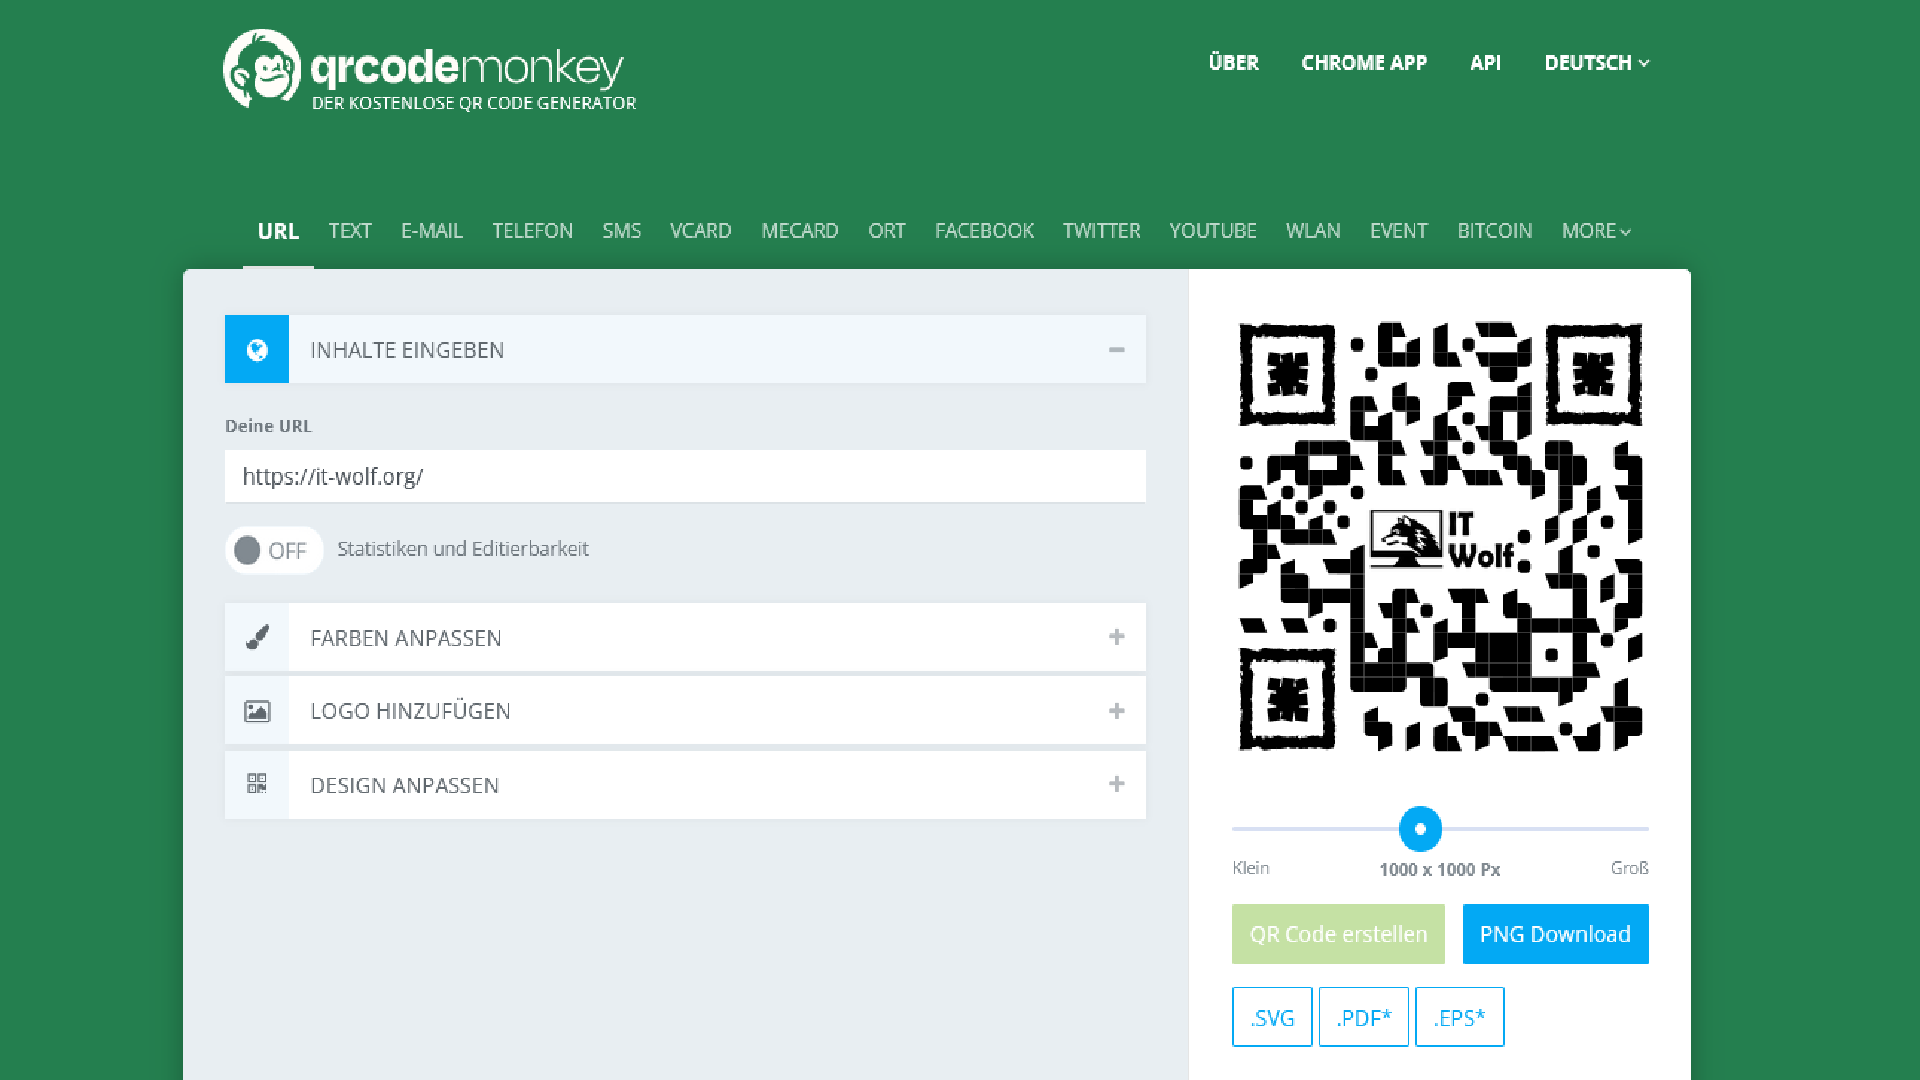 qrcodemonkey
DER KOSTENLOSE QR CODE GENERATOR
ÜBER CHROME APP API DEUTSCH
URL TEXT E-MAIL TELEFON SMS VCARD MECARD ORT FACEBOOK TWITTER YOUTUBE WLAN EVENT BITCOIN MORE
INHALTE EINGEBEN
Deine URL
https://it-wolf.org/
OFF Statistiken und Editierbarkeit
FARBEN ANPASSEN
LOGO HINZUFÜGEN
DESIGN ANPASSEN
IT
Wolf
Klein 1000 x 1000 Px Groß
QR Code erstellen PNG Download
.SVG .PDF* .EPS*